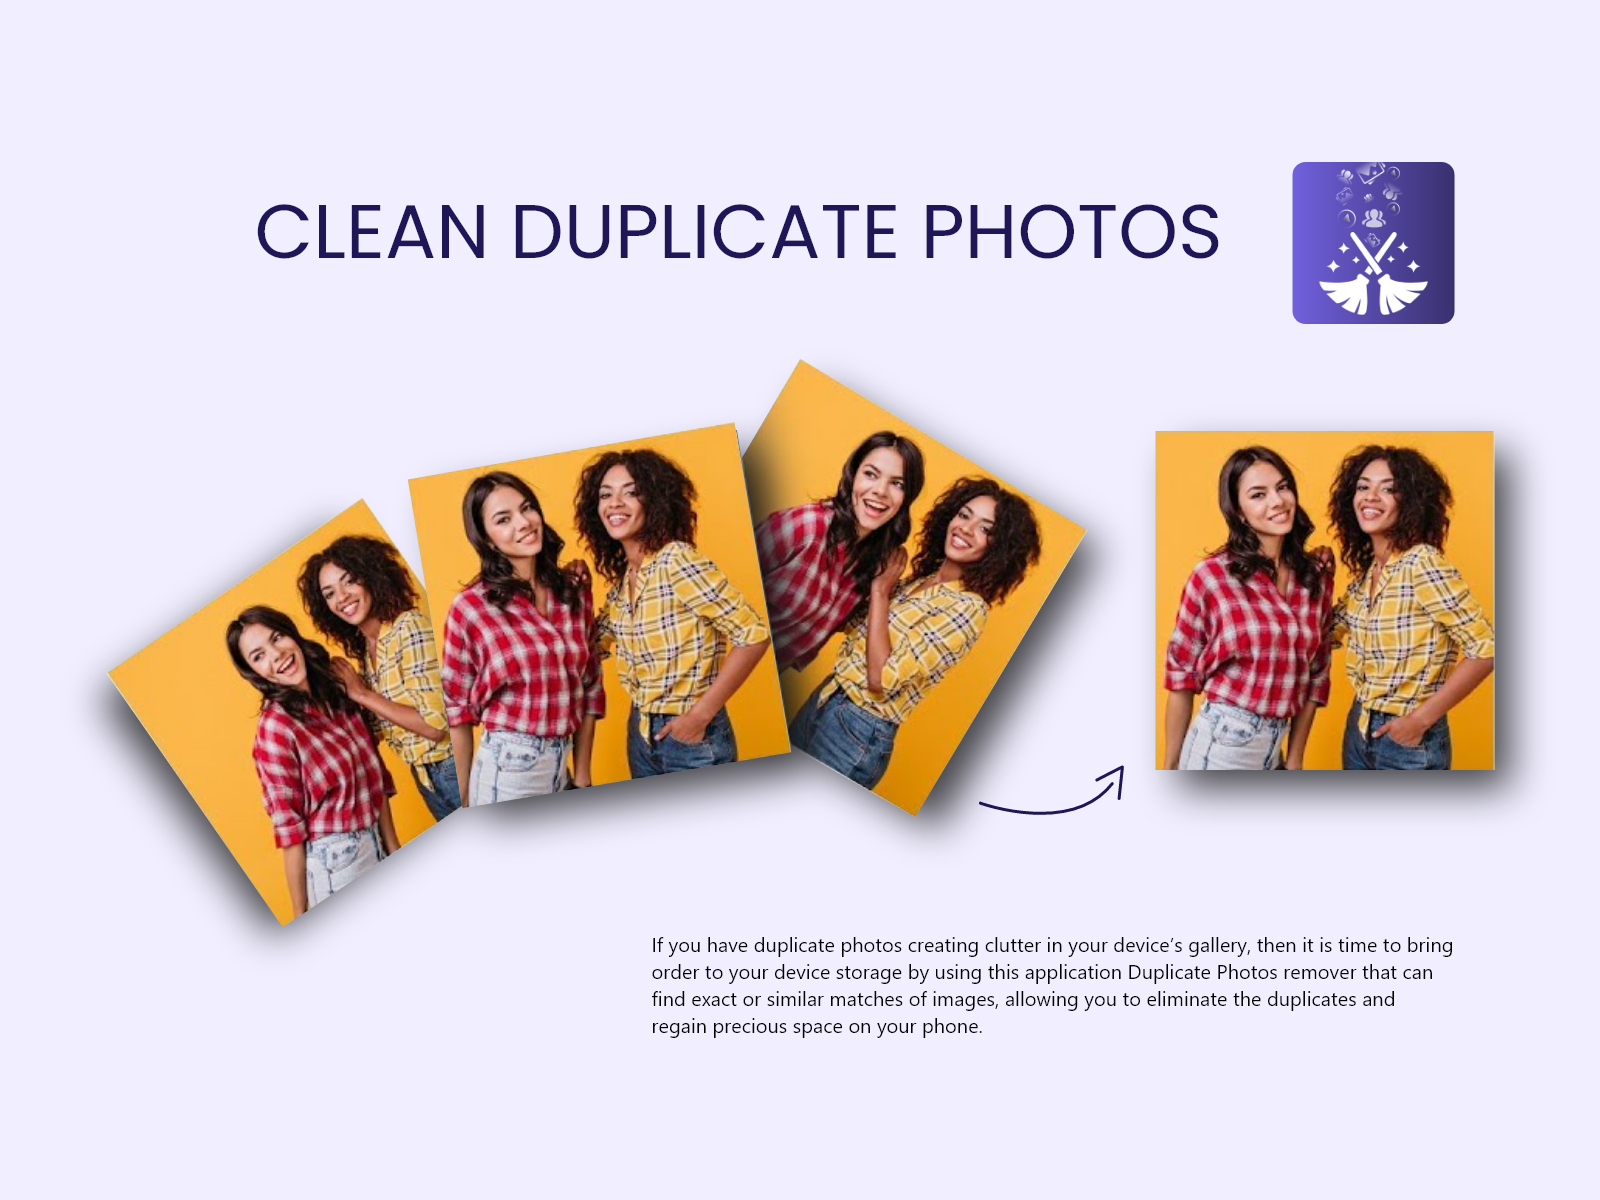 CLEAN DUPLICATE PHOTOS
If you have duplicate photos creating clutter in your device’s gallery, then it is time to bring
order to your device storage by using this application Duplicate Photos remover that can
find exact or similar matches of images, allowing you to eliminate the duplicates and
regain precious space on your phone.